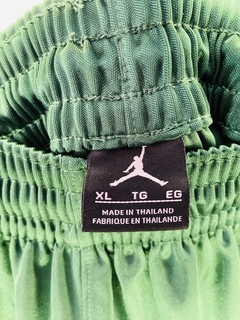 XL TG EG
MADE IN THAILAND
FABRIQUE EN THAILANDE